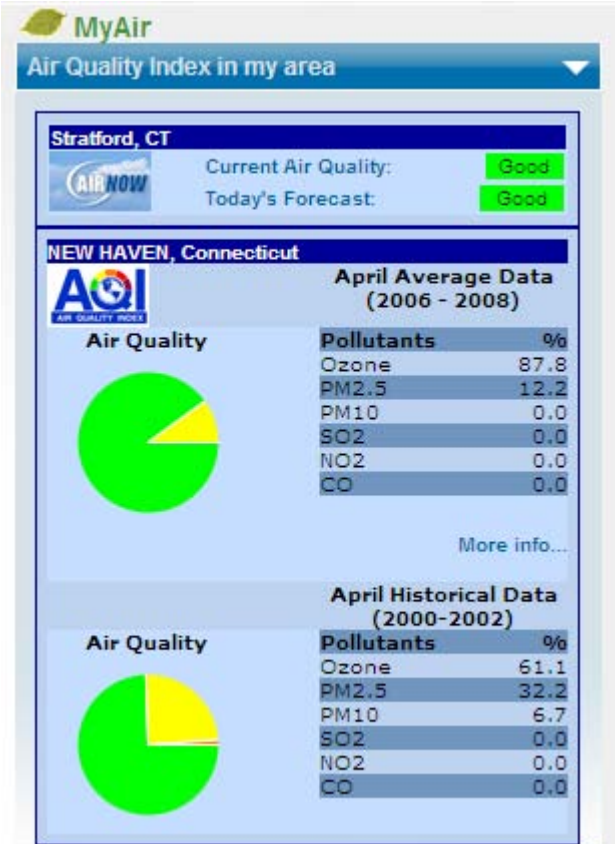 MyAir
Air Quality Index in my area
Stratford, CT
AIRNOW
Current Air Quality: Good
Today's Forecast: Good
NEW HAVEN, Connecticut
AQI
AIR QUALITY INDEX
April Average Data
(2006 - 2008)
Air Quality
Pollutants %
Ozone 87.8
PM2.5 12.2
PM10 0.0
SO2 0.0
NO2 0.0
CO 0.0
More info...
April Historical Data
(2000-2002)
Air Quality
Pollutants %
Ozone 61.1
PM2.5 32.2
PM10 6.7
SO2 0.0
NO2 0.0
CO 0.0